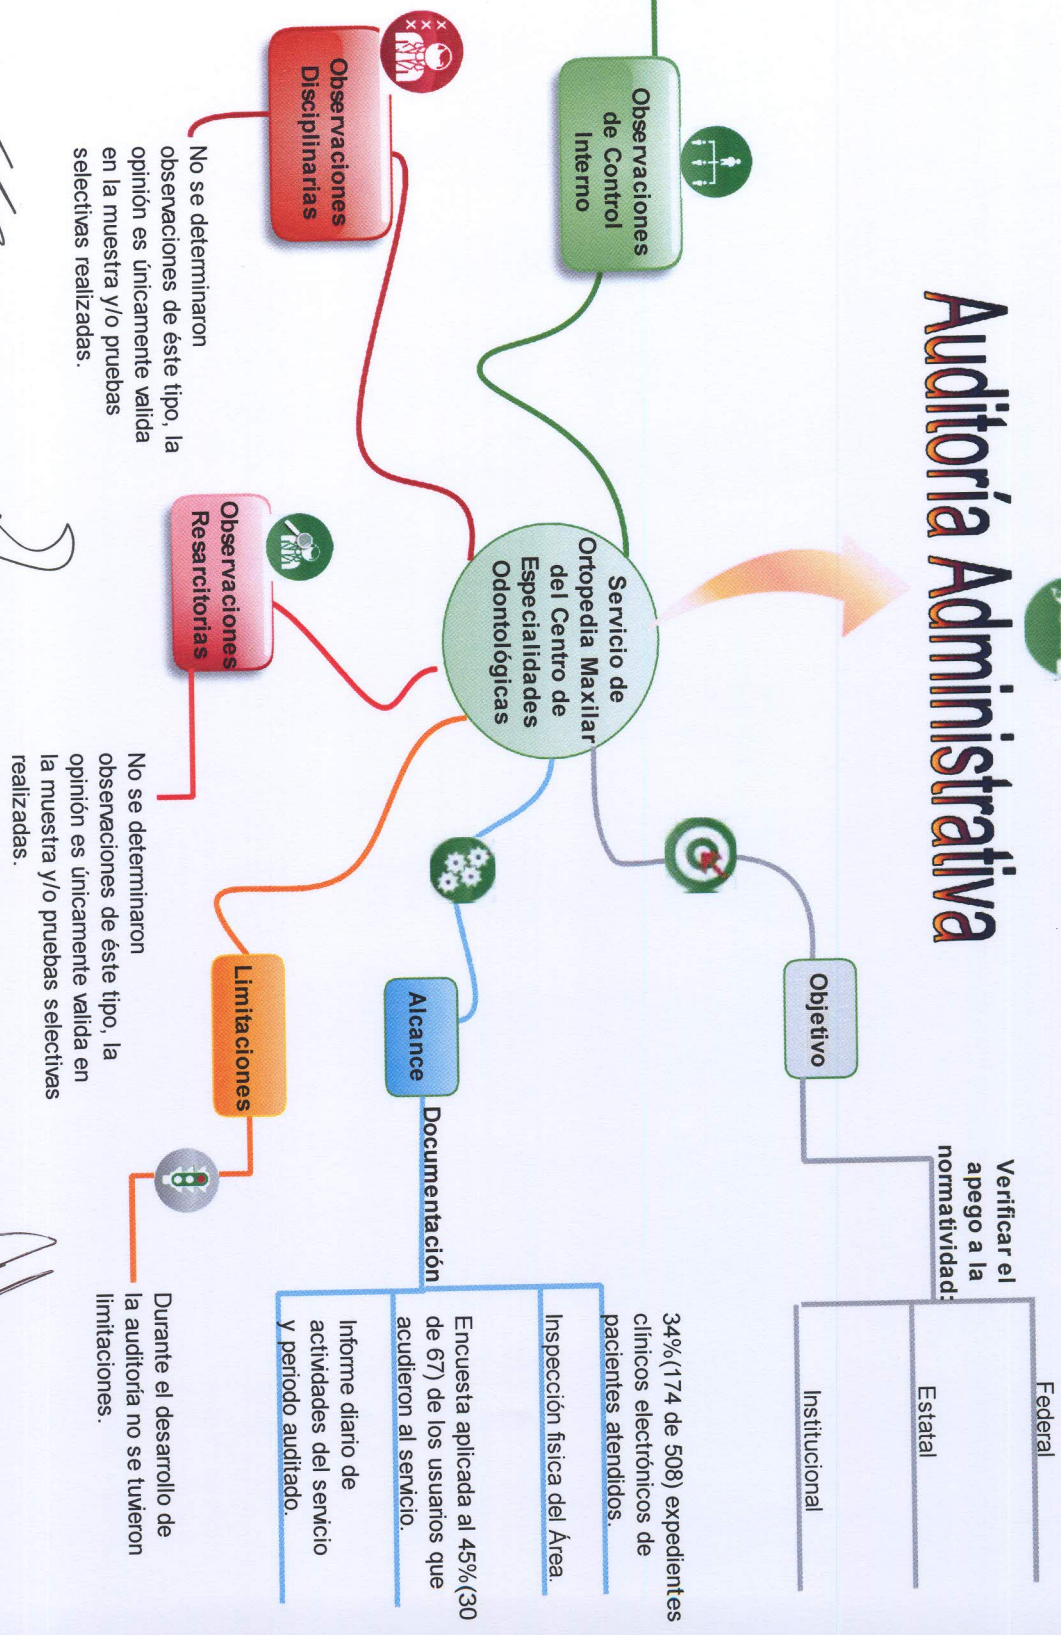 Auditoría Administrativa
Observaciones
de Control
Interno
Observaciones
Disciplinarias
No se determinaron
observaciones de éste tipo, la
opinión es únicamente valida
en la muestra y/o pruebas
selectivas realizadas.
Servicio de
Ortopedia Maxilar
del Centro de
Especialidades
Odontológicas
Observaciones
Resarcitorias
No se determinaron
observaciones de éste tipo, la
opinión es únicamente valida en
la muestra y/o pruebas selectivas
realizadas.
Objetivo
Verificar el
apego a la
normatividad:
Federal
Estatal
Institucional
Alcance
Documentación
34%(174 de 508) expedientes
clínicos electrónicos de
pacientes atendidos.
Inspección fisica del Área.
Encuesta aplicada al 45%(30
de 67) de los usuarios que
acudieron al servicio.
Informe diario de
actividades del servicio
y periodo auditado.
Limitaciones
Durante el desarrollo de
la auditoría no se tuvieron
limitaciones.